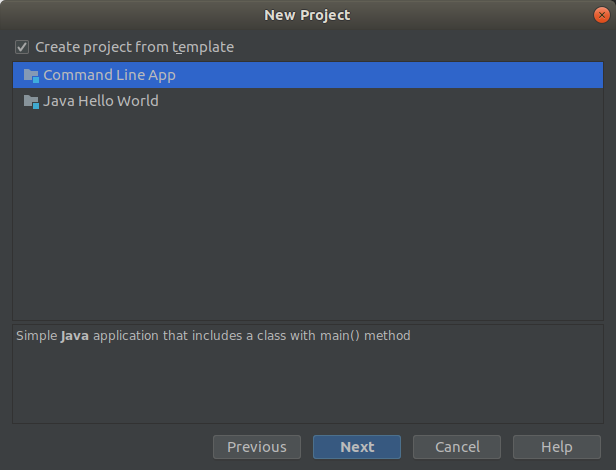 New Project
Create project from template
Command Line App
Java Hello World
Simple Java application that includes a class with main() method
Previous Next Cancel Help